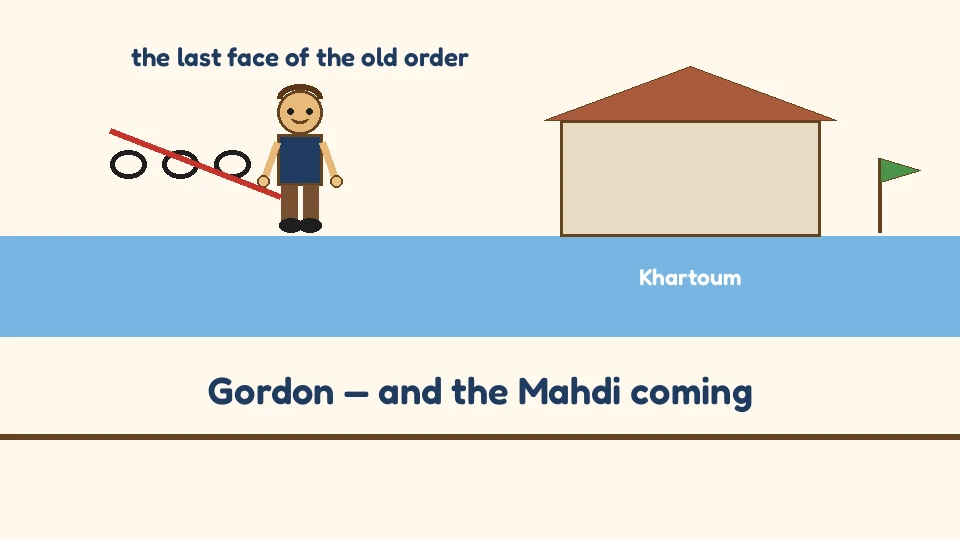 the last face of the old order
Khartoum
Gordon — and the Mahdi coming